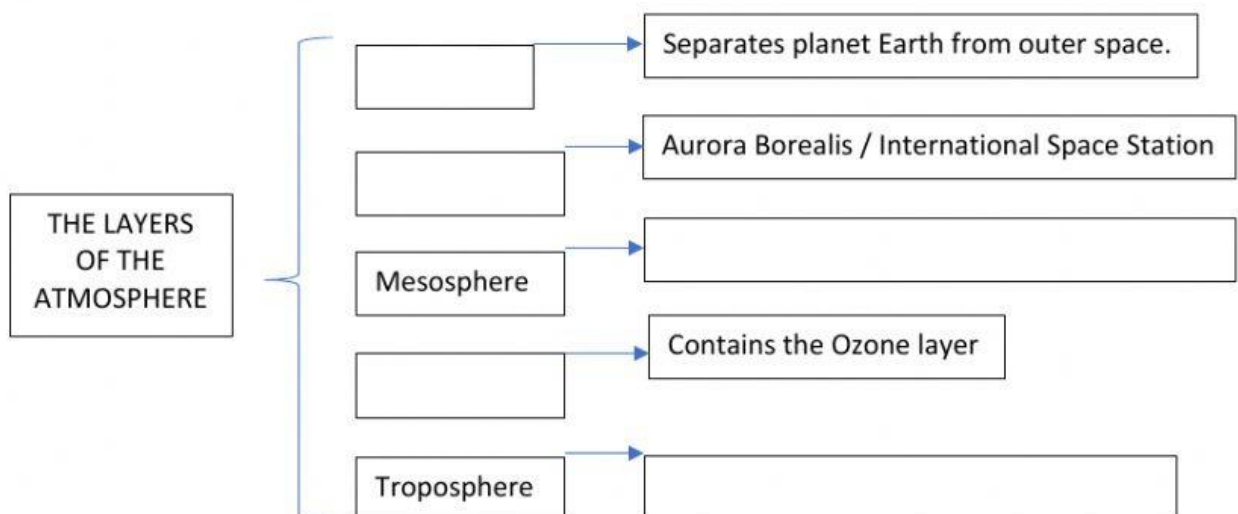 Separates planet Earth from outer space.
Aurora Borealis / International Space Station
THE LAYERS
OF THE
ATMOSPHERE
Mesosphere
Contains the Ozone layer
Troposphere